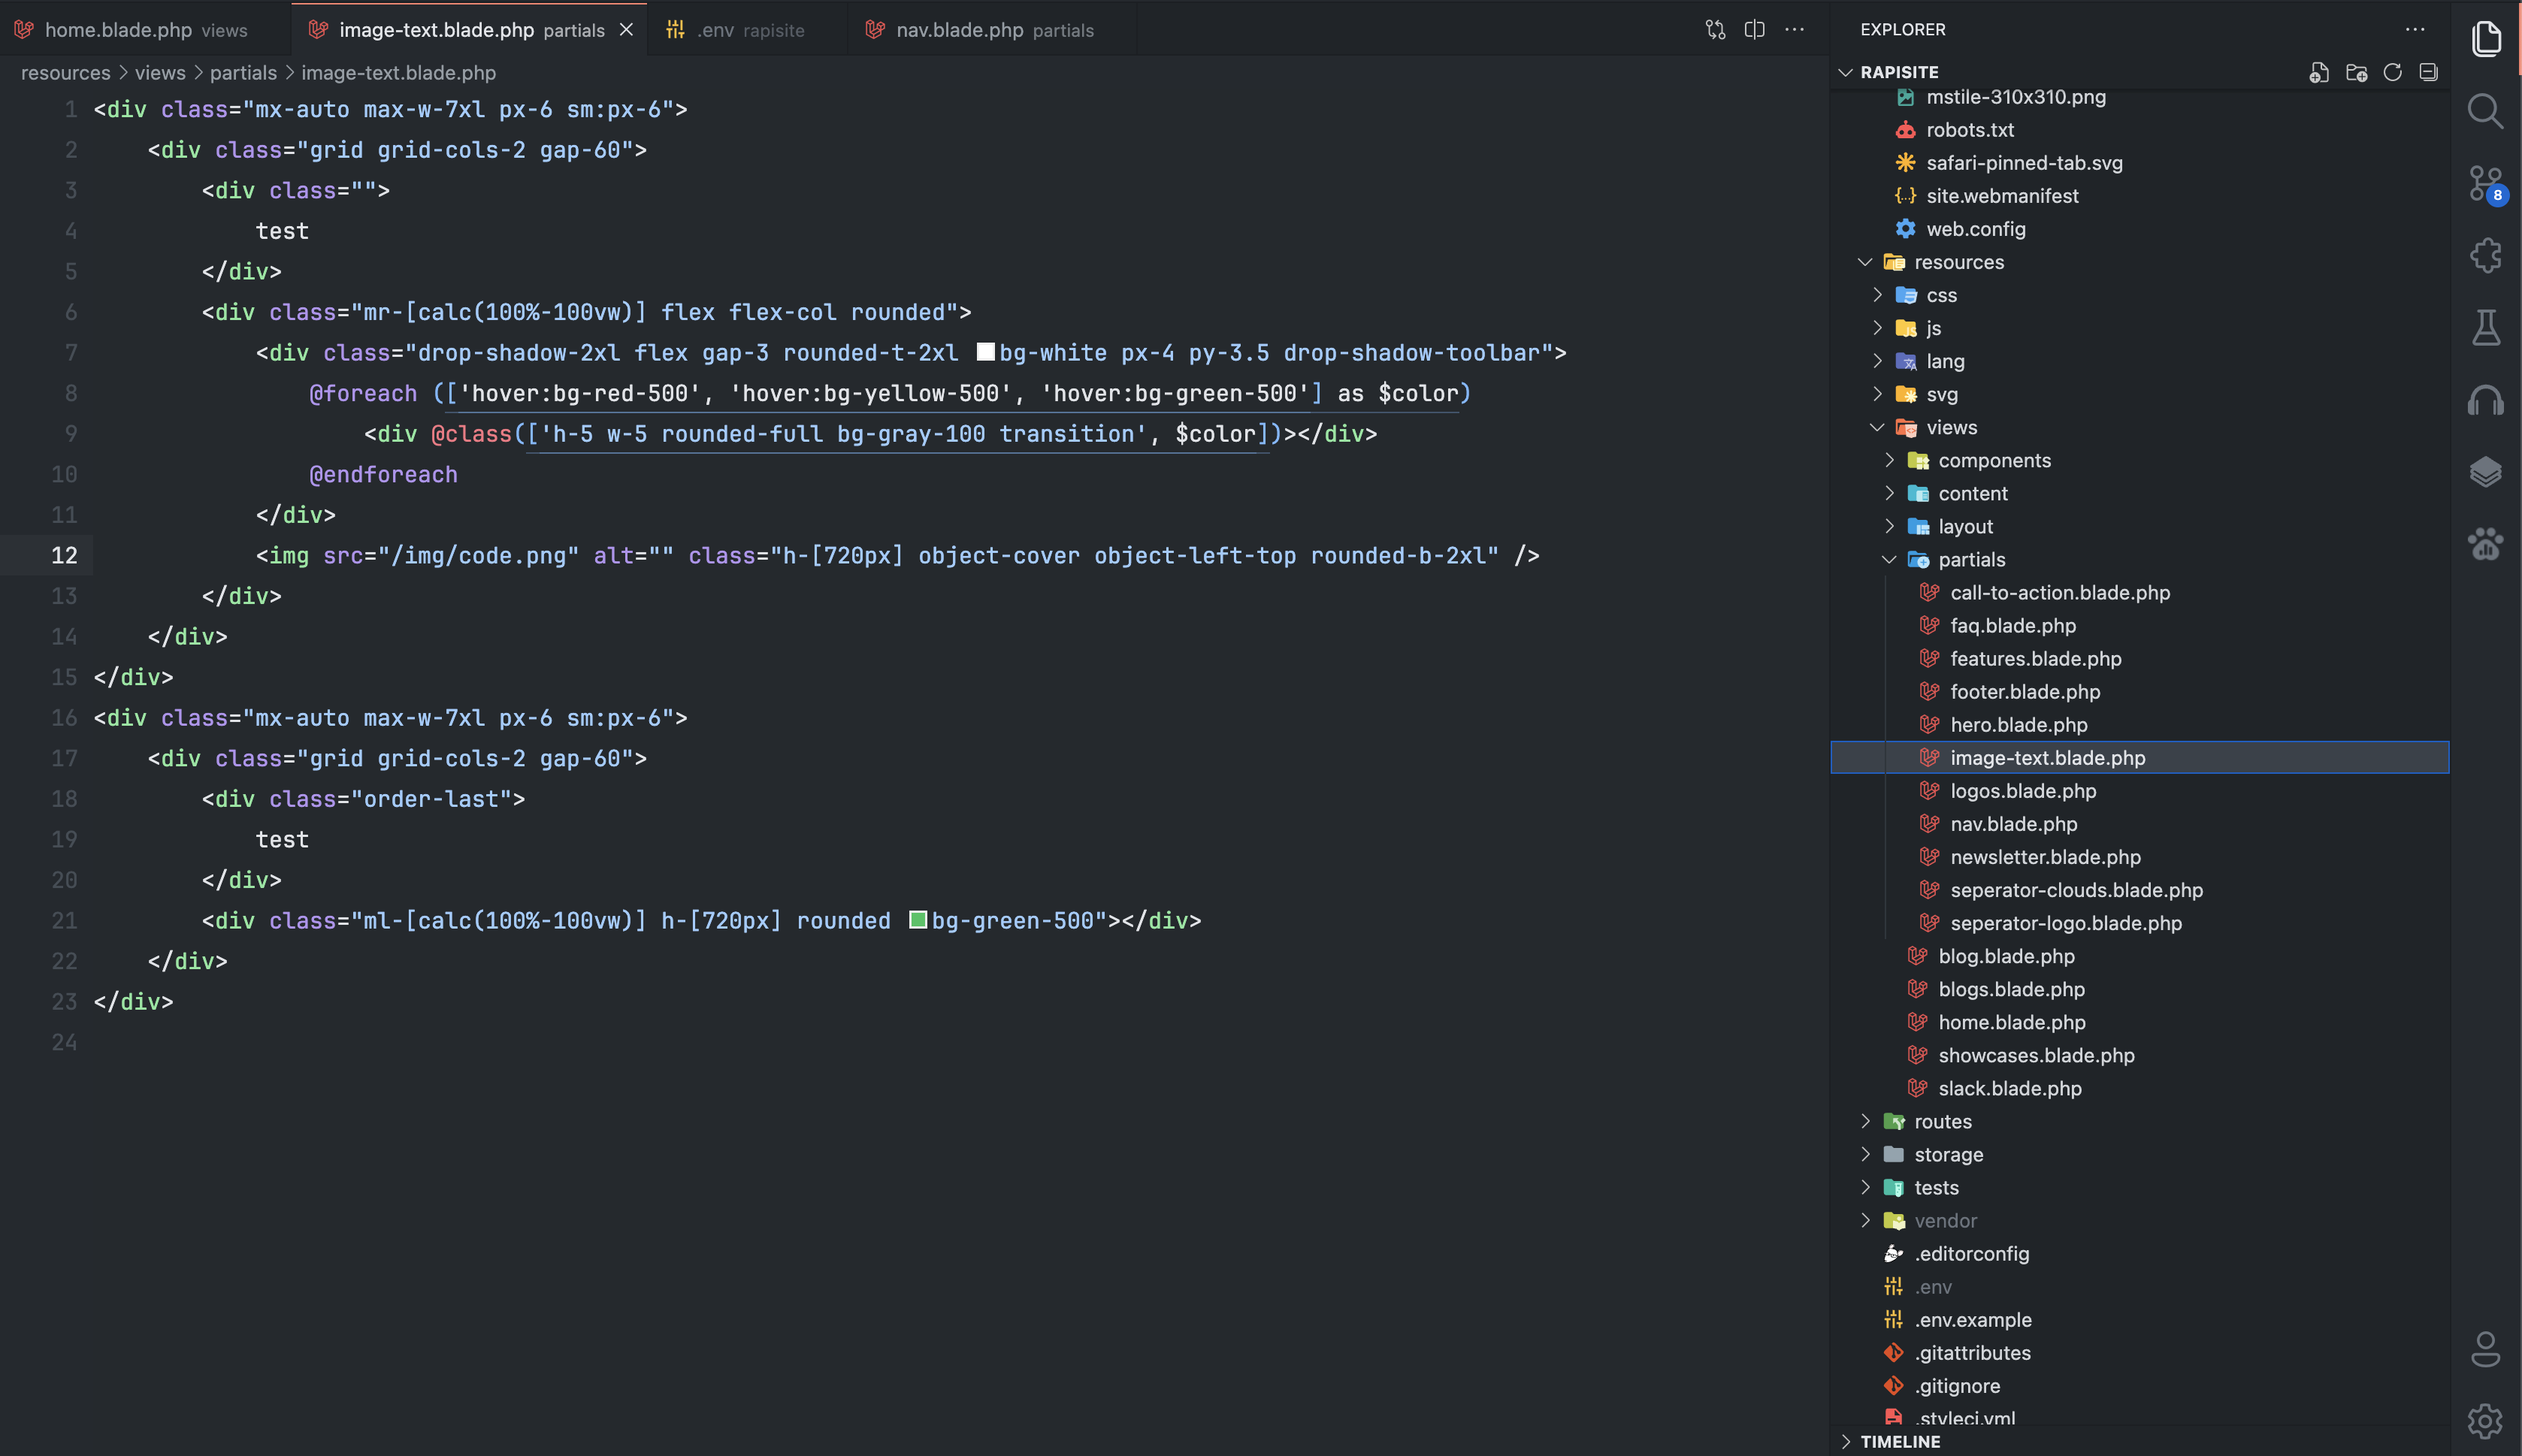 home.blade.php views
image-text.blade.php partials
.env rapisite
nav.blade.php partials
resources > views > partials > image-text.blade.php
1 <div class="mx-auto max-w-7xl px-6 sm:px-6">
2 <div class="grid grid-cols-2 gap-60">
3 <div class="">
4 test
5 </div>
6 <div class="mr-[calc(100%-100vw)] flex flex-col rounded">
7 <div class="drop-shadow-2xl flex gap-3 rounded-t-2xl bg-white px-4 py-3.5 drop-shadow-toolbar">
8 @foreach (['hover:bg-red-500', 'hover:bg-yellow-500', 'hover:bg-green-500'] as $color)
9 <div @class(['h-5 w-5 rounded-full bg-gray-100 transition', $color])></div>
10 @endforeach
11 </div>
12 <img src="/img/code.png" alt="" class="h-[720px] object-cover object-left-top rounded-b-2xl" />
13 </div>
14 </div>
15 </div>
16 <div class="mx-auto max-w-7xl px-6 sm:px-6">
17 <div class="grid grid-cols-2 gap-60">
18 <div class="order-last">
19 test
20 </div>
21 <div class="ml-[calc(100%-100vw)] h-[720px] rounded bg-green-500"></div>
22 </div>
23 </div>
24
EXPLORER
RAPISITE
mstile-310x310.png
robots.txt
safari-pinned-tab.svg
site.webmanifest
web.config
resources
css
js
lang
svg
views
components
content
layout
partials
call-to-action.blade.php
faq.blade.php
features.blade.php
footer.blade.php
hero.blade.php
image-text.blade.php
logos.blade.php
nav.blade.php
newsletter.blade.php
seperator-clouds.blade.php
seperator-logo.blade.php
blog.blade.php
blogs.blade.php
home.blade.php
showcases.blade.php
slack.blade.php
routes
storage
tests
vendor
.editorconfig
.env
.env.example
.gitattributes
.gitignore
.styleci.yml
TIMELINE
8